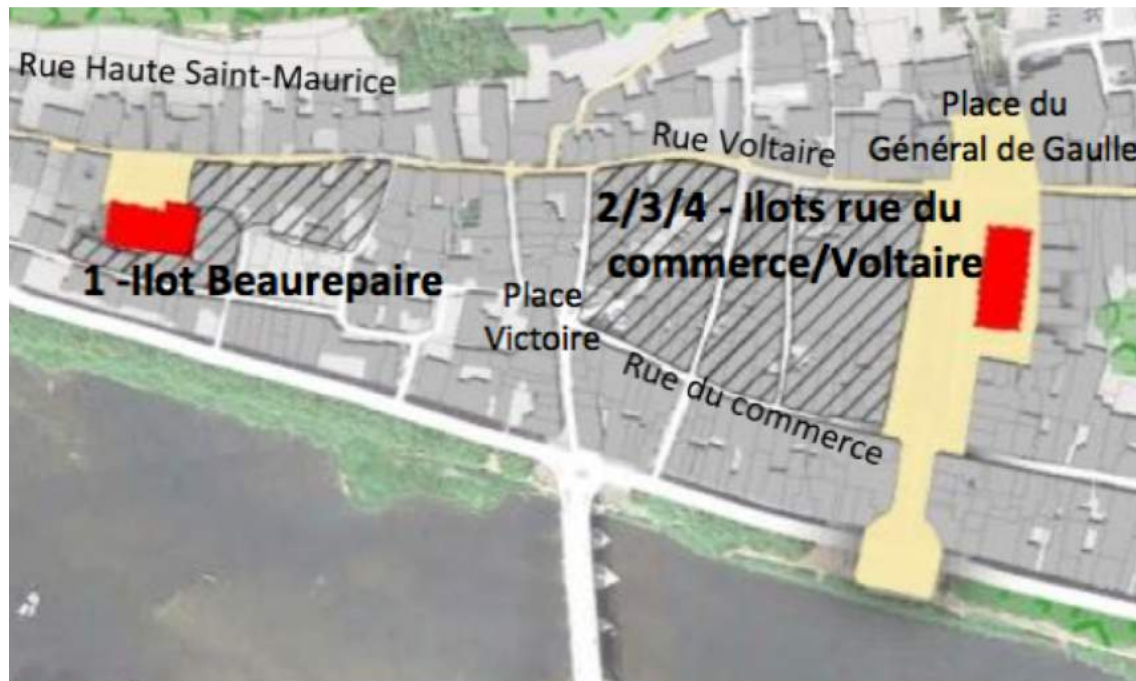 Rue Haute Saint-Maurice
Place du
Général de Gaulle
Rue Voltaire
2/3/4 - Ilots rue du
commerce/Voltaire
1 -Ilot Beaurepaire
Place
Victoire
Rue du commerce